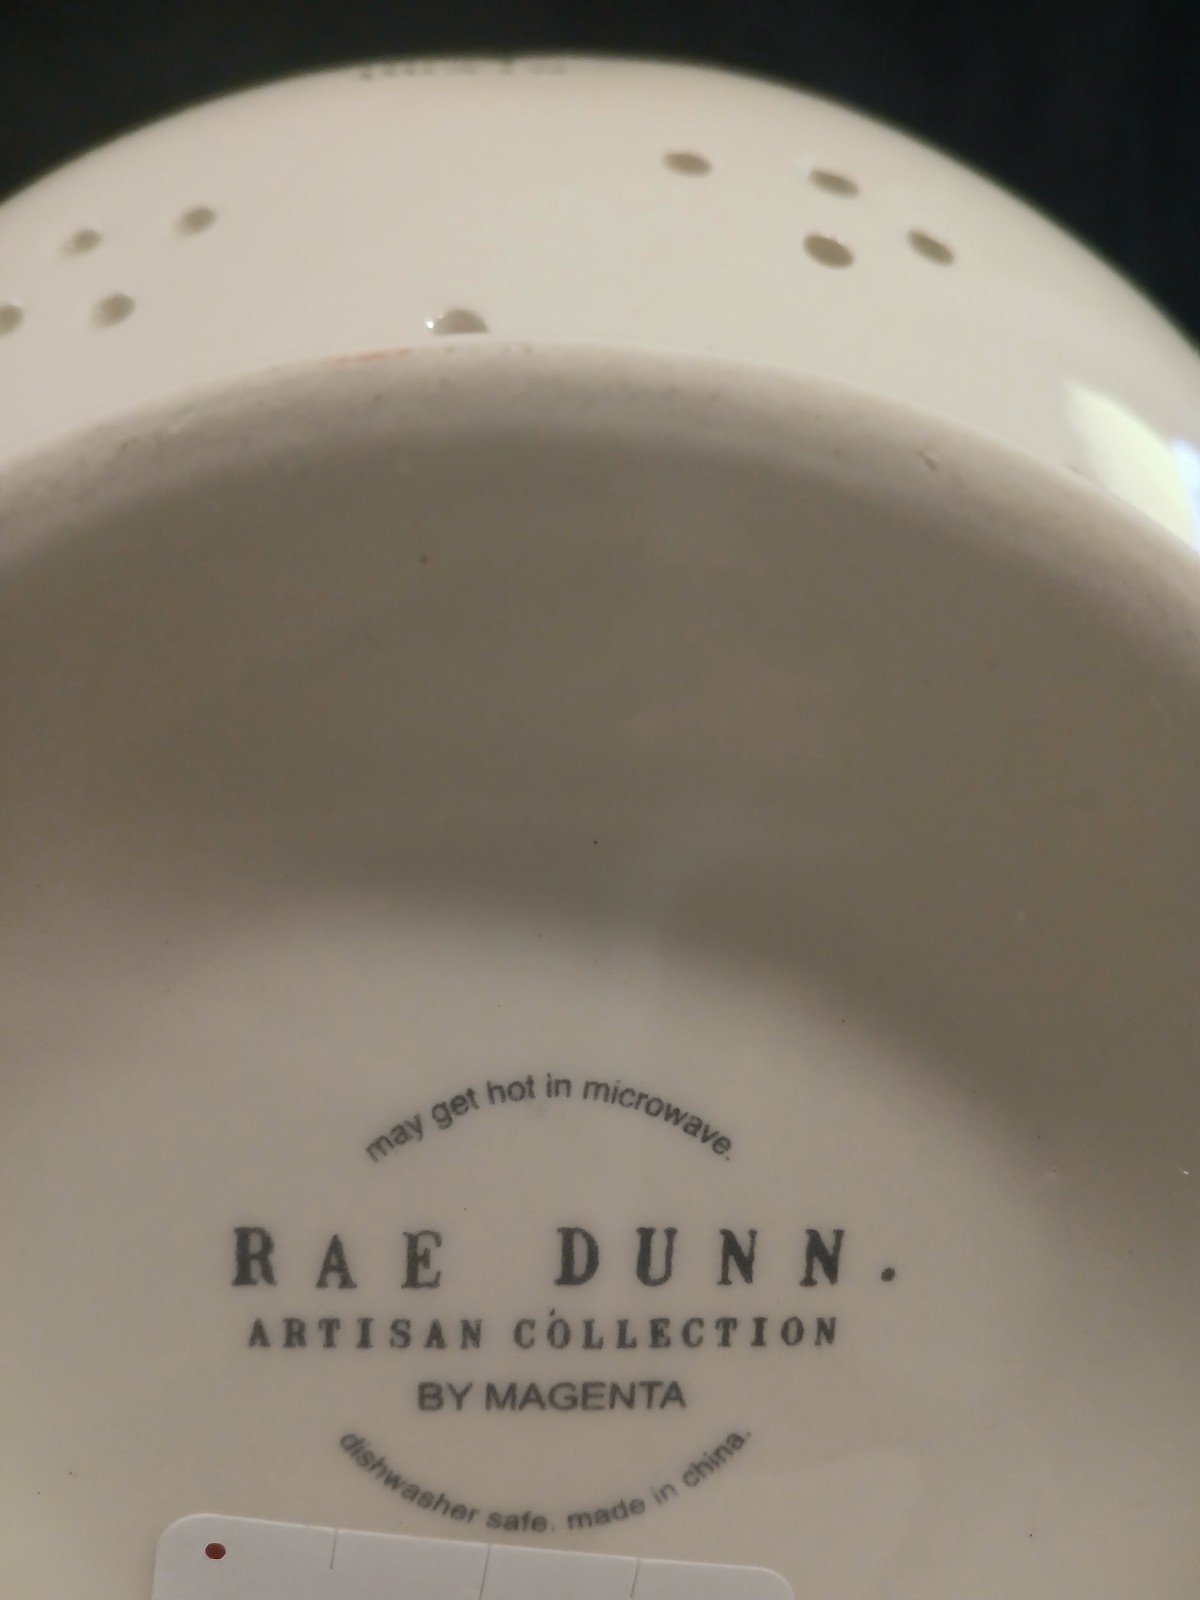 may get hot in microwave.
RAE DUNN.
ARTISAN COLLECTION
BY MAGENTA
dishwasher safe. made in china.